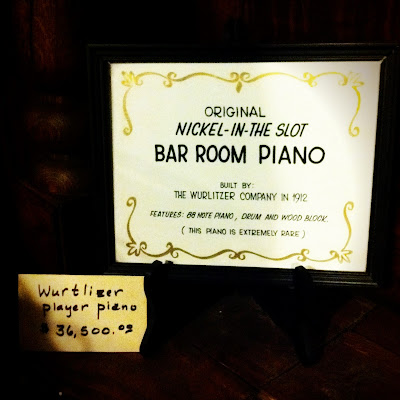 ORIGINAL
NICKEL-IN-THE SLOT
BAR ROOM PIANO
BUILT BY:
THE WURLITZER COMPANY IN 1912
FEATURES: 88 NOTE PIANO, DRUM AND WOOD BLOCK.
( THIS PIANO IS EXTREMELY RARE )
Wurtlizer
player piano
$ 36,500.00